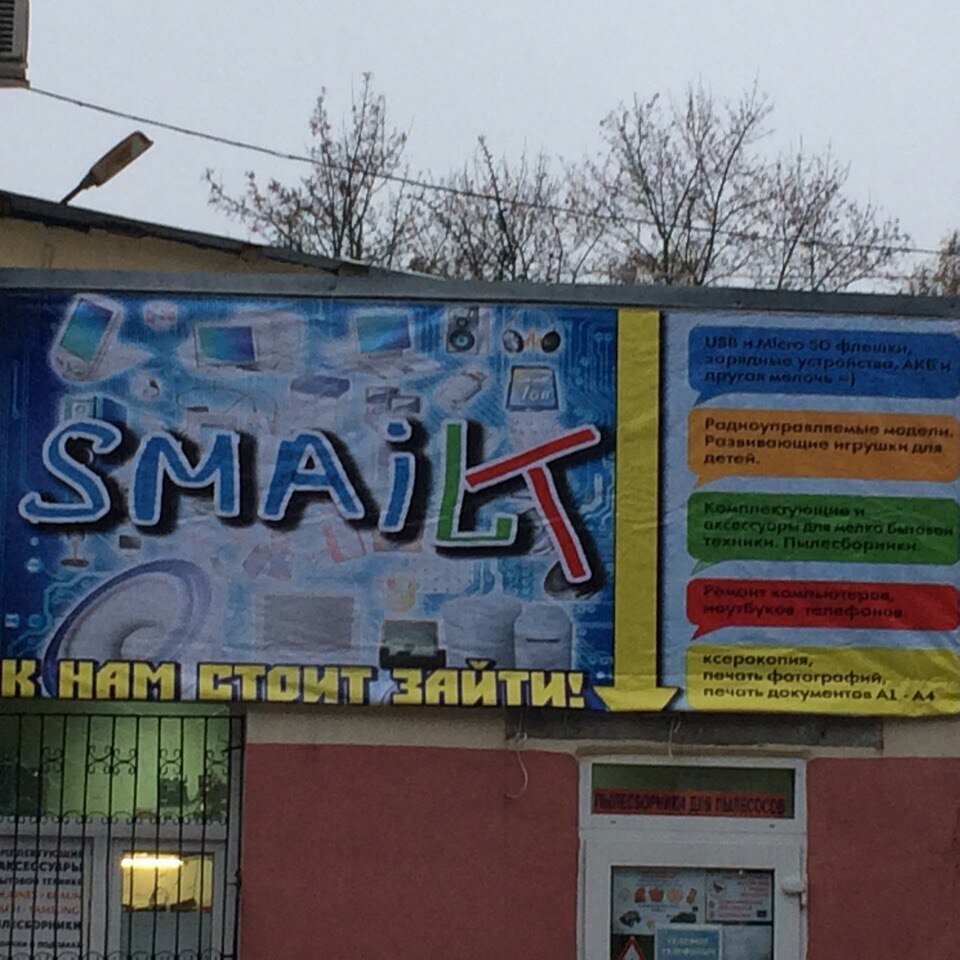 SMAiLT
К НАМ СТОИТ ЗАЙТИ!
USB и Micro SD флешки,
зарядные устройства, АКБ и
другая мелочь =)
Радиоуправляемые модели.
Развивающие игрушки для
детей.
Комплектующие и
аксессуары для мелко бытовой
техники. Пылесборники.
Ремонт компьютеров,
ноутбуков, телефонов.
ксерокопия,
печать фотографий,
печать документов А1 - А4
ПЫЛЕСБОРНИКИ ДЛЯ ПЫЛЕСОСОВ
АКСЕССУАРЫ